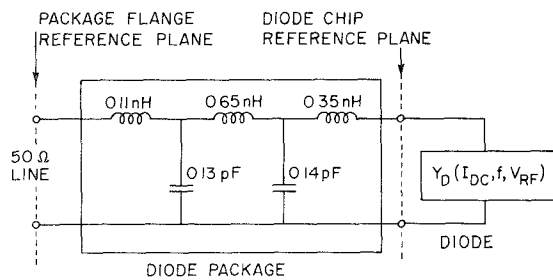 PACKAGE FLANGE
REFERENCE PLANE
DIODE CHIP
REFERENCE PLANE
0.11nH
0.65nH
0.35nH
50 Ω
LINE
0.13pF
0.14pF
Y_D (I_DC, f, V_RF)
DIODE
DIODE PACKAGE